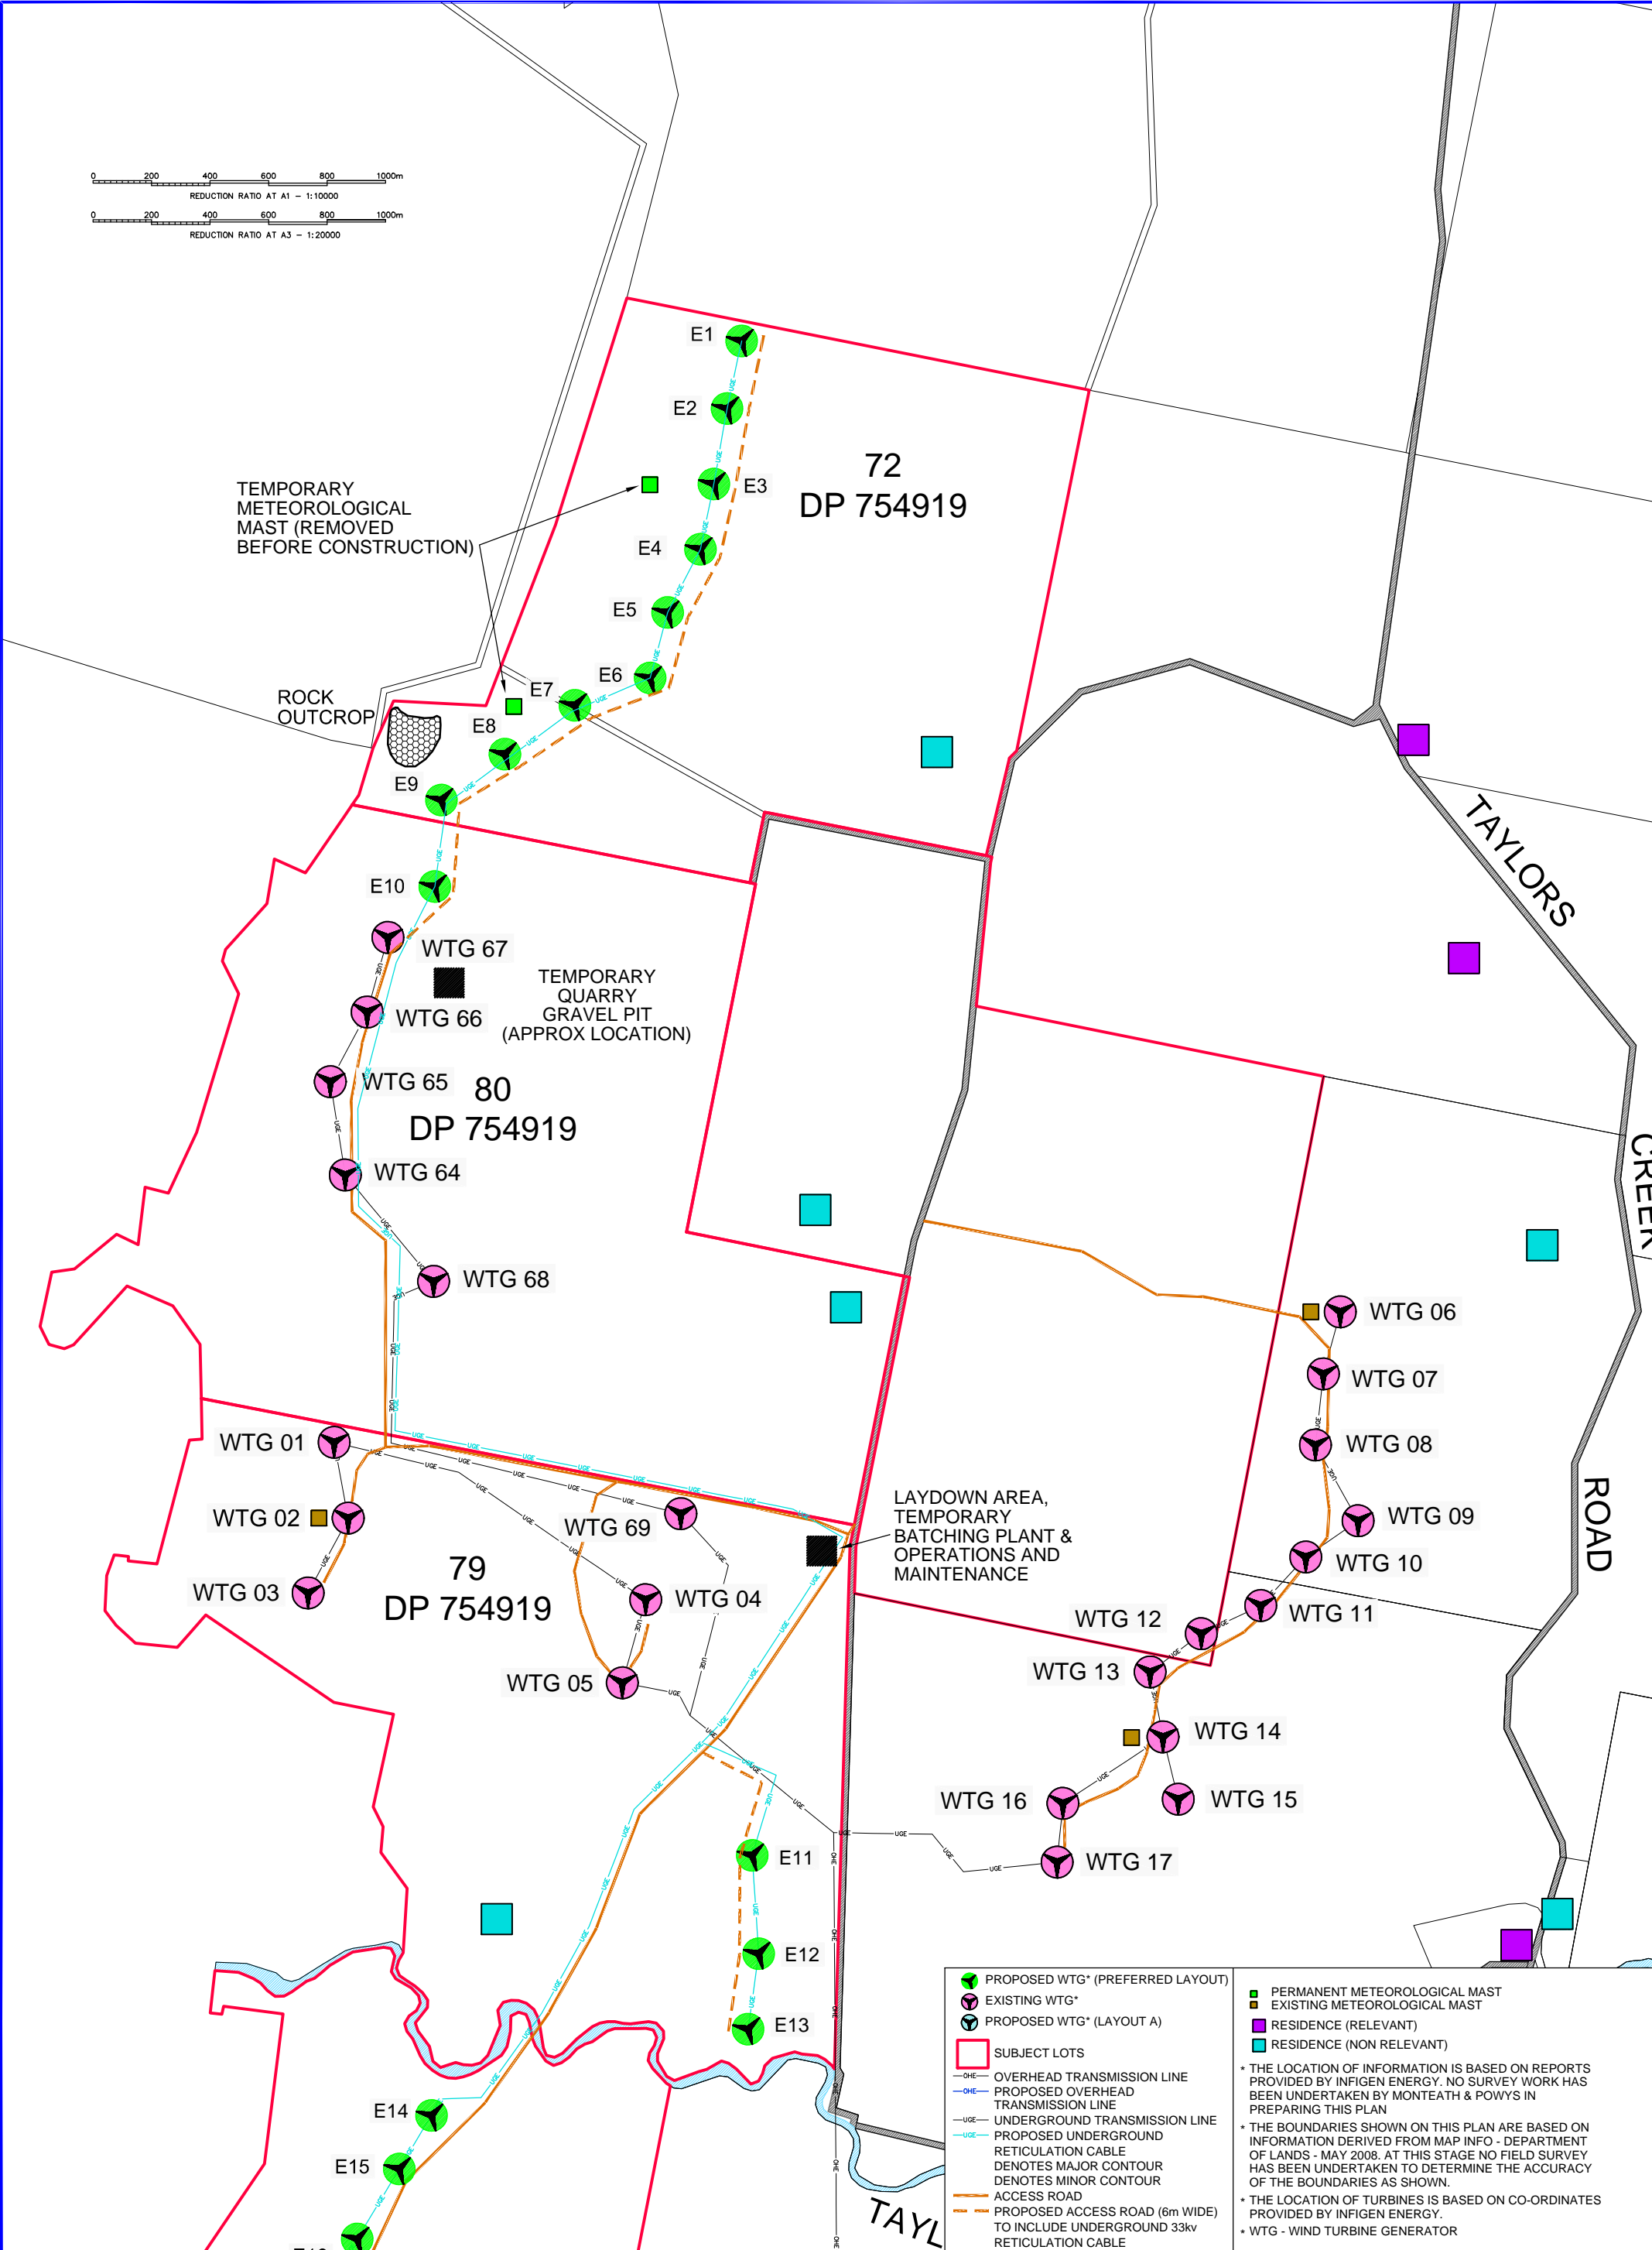 0 200 400 600 800 1000m
REDUCTION RATIO AT A1 – 1:10000
0 200 400 600 800 1000m
REDUCTION RATIO AT A3 – 1:20000
E1
E2
E3
72
DP 754919
TEMPORARY
METEOROLOGICAL
MAST (REMOVED
BEFORE CONSTRUCTION)
E4
E5
E6
E7
ROCK
OUTCROP
E8
E9
TAYLORS
E10
WTG 67
TEMPORARY
QUARRY
GRAVEL PIT
(APPROX LOCATION)
WTG 66
WTG 65
80
DP 754919
WTG 64
CREEK
WTG 68
WTG 06
WTG 07
WTG 01
WTG 08
WTG 02
WTG 69
LAYDOWN AREA,
TEMPORARY
BATCHING PLANT &
OPERATIONS AND
MAINTENANCE
WTG 09
ROAD
WTG 10
WTG 03
79
DP 754919
WTG 04
WTG 11
WTG 12
WTG 05
WTG 13
WTG 14
WTG 16
WTG 15
E11
WTG 17
E12
E13
E14
E15
TAYL
UGE
OHE
PROPOSED WTG* (PREFERRED LAYOUT)
EXISTING WTG*
PROPOSED WTG* (LAYOUT A)
SUBJECT LOTS
OHE OVERHEAD TRANSMISSION LINE
OHE PROPOSED OVERHEAD
TRANSMISSION LINE
UGE UNDERGROUND TRANSMISSION LINE
UGE PROPOSED UNDERGROUND
RETICULATION CABLE
DENOTES MAJOR CONTOUR
DENOTES MINOR CONTOUR
ACCESS ROAD
PROPOSED ACCESS ROAD (6m WIDE)
TO INCLUDE UNDERGROUND 33kv
RETICULATION CABLE
PERMANENT METEOROLOGICAL MAST
EXISTING METEOROLOGICAL MAST
RESIDENCE (RELEVANT)
RESIDENCE (NON RELEVANT)
* THE LOCATION OF INFORMATION IS BASED ON REPORTS
PROVIDED BY INFIGEN ENERGY. NO SURVEY WORK HAS
BEEN UNDERTAKEN BY MONTEATH & POWYS IN
PREPARING THIS PLAN
* THE BOUNDARIES SHOWN ON THIS PLAN ARE BASED ON
INFORMATION DERIVED FROM MAP INFO - DEPARTMENT
OF LANDS - MAY 2008. AT THIS STAGE NO FIELD SURVEY
HAS BEEN UNDERTAKEN TO DETERMINE THE ACCURACY
OF THE BOUNDARIES AS SHOWN.
* THE LOCATION OF TURBINES IS BASED ON CO-ORDINATES
PROVIDED BY INFIGEN ENERGY.
* WTG - WIND TURBINE GENERATOR